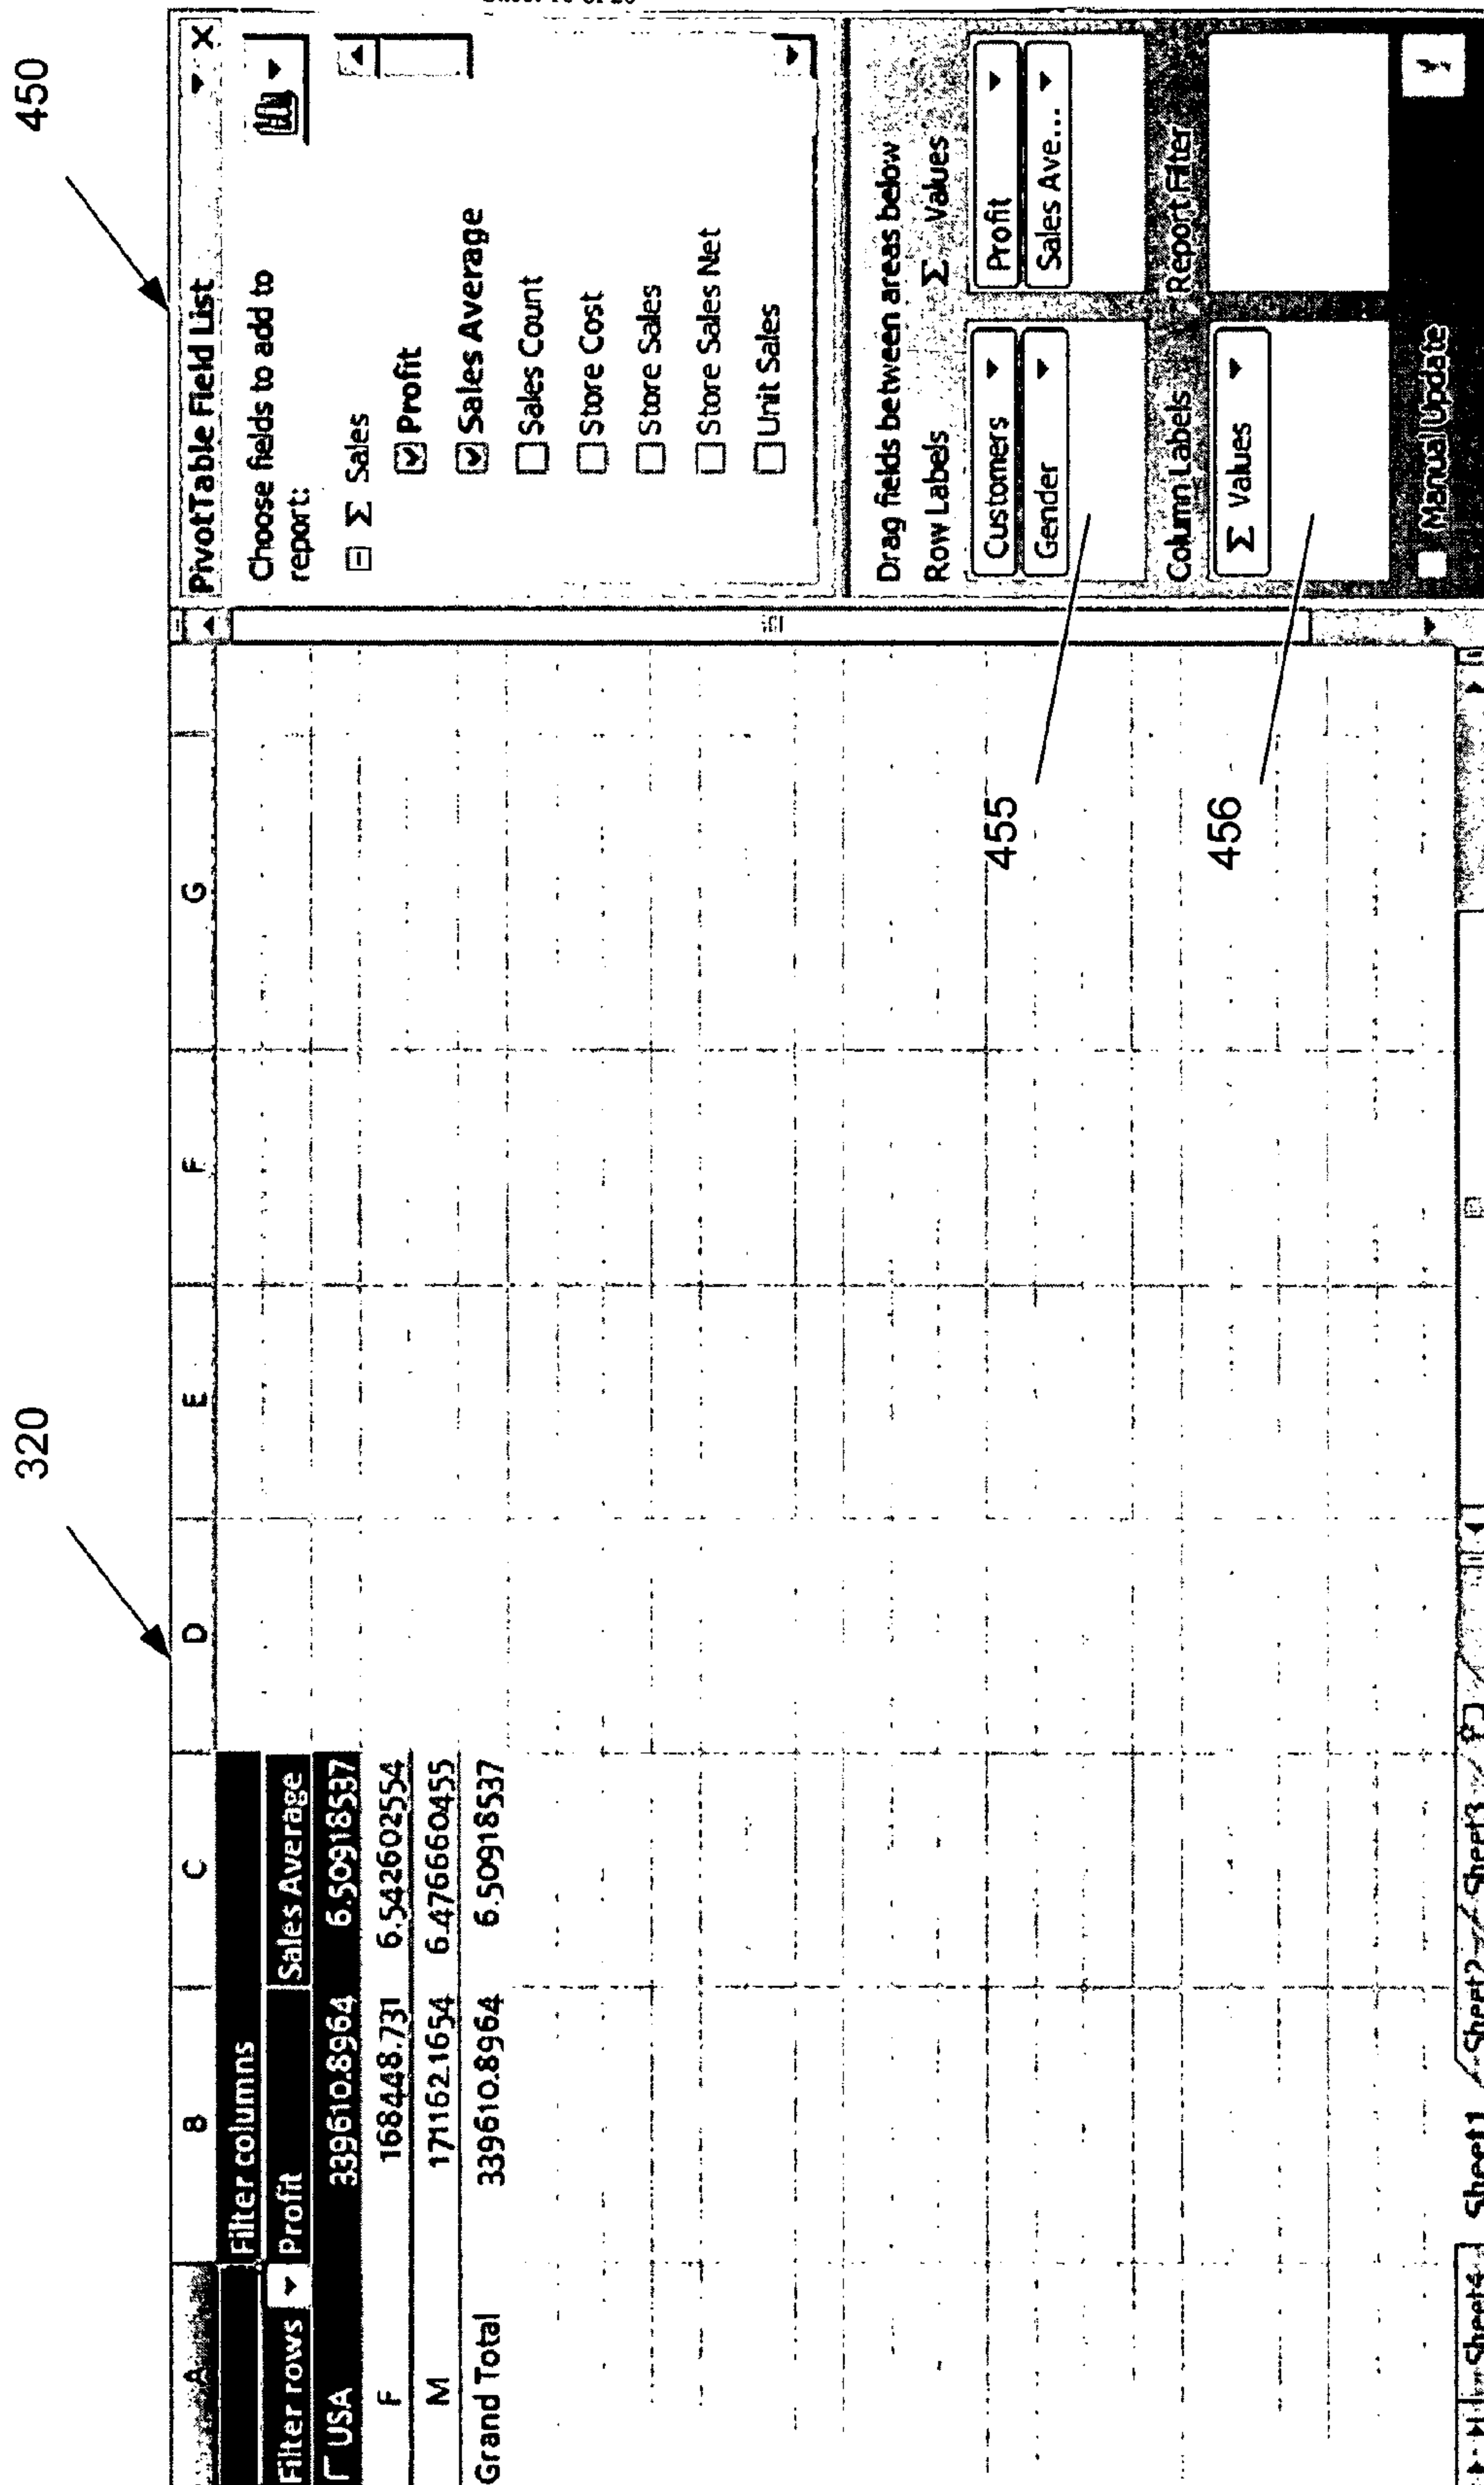 450
320
PivotTable Field List
Choose fields to add to
report:
Σ Sales
Profit
Sales Average
Sales Count
Store Cost
Store Sales
Store Sales Net
Unit Sales
Drag fields between areas below
Row Labels Σ Values
Customers Profit
Gender Sales Ave...
Column Labels Report Filter
Σ Values
Manual Update
455
456
A B C D E F G
Filter columns
Filter rows Profit Sales Average
USA 339610.8964 6.50918537
F 168448.731 6.542602554
M 171162.1654 6.476660455
Grand Total 339610.8964 6.50918537
Sheet4 Sheet1 Sheet2 Sheet3